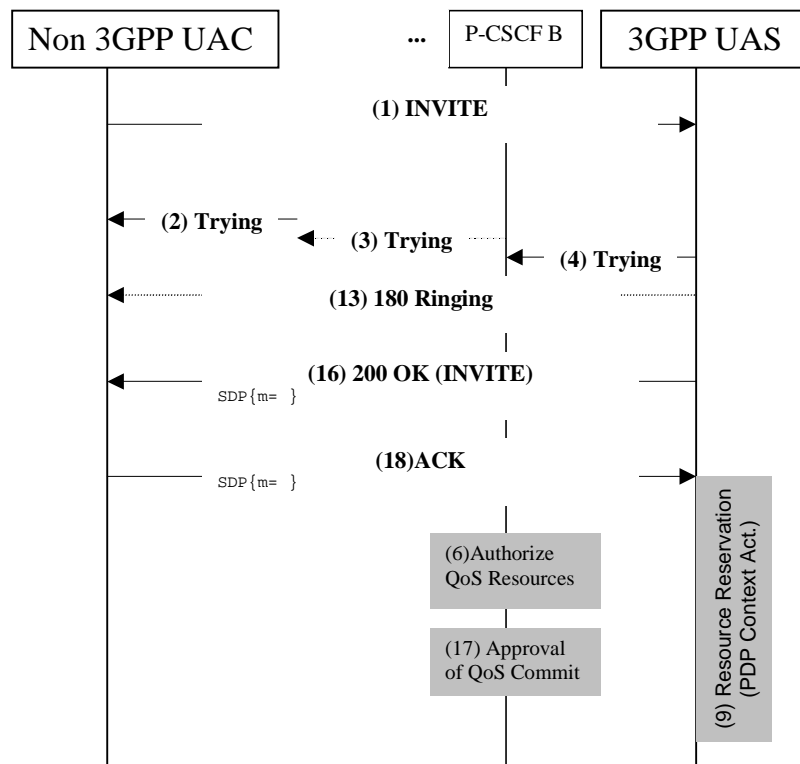 Non 3GPP UAC
...
P-CSCF B
3GPP UAS
(1) INVITE
(2) Trying
(3) Trying
(4) Trying
(13) 180 Ringing
(16) 200 OK (INVITE)
SDP{m= }
(18)ACK
SDP{m= }
(6)Authorize
QoS Resources
(17) Approval
of QoS Commit
(9) Resource Reservation
(PDP Context Act.)